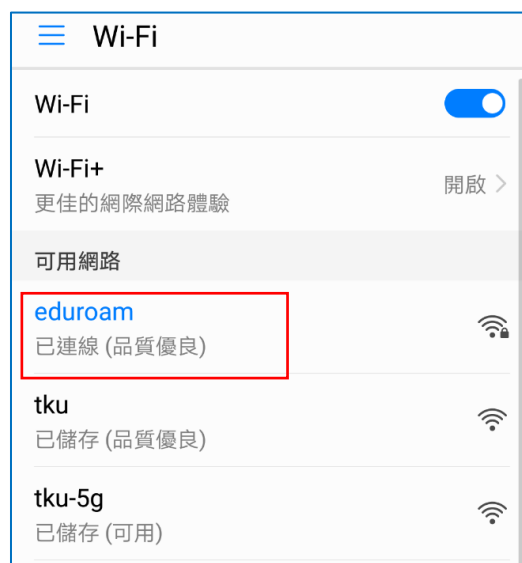 Wi-Fi
Wi-Fi
Wi-Fi+
更佳的網際網路體驗
開啟
可用網路
eduroam
已連線 (品質優良)
tku
已儲存 (品質優良)
tku-5g
已儲存 (可用)